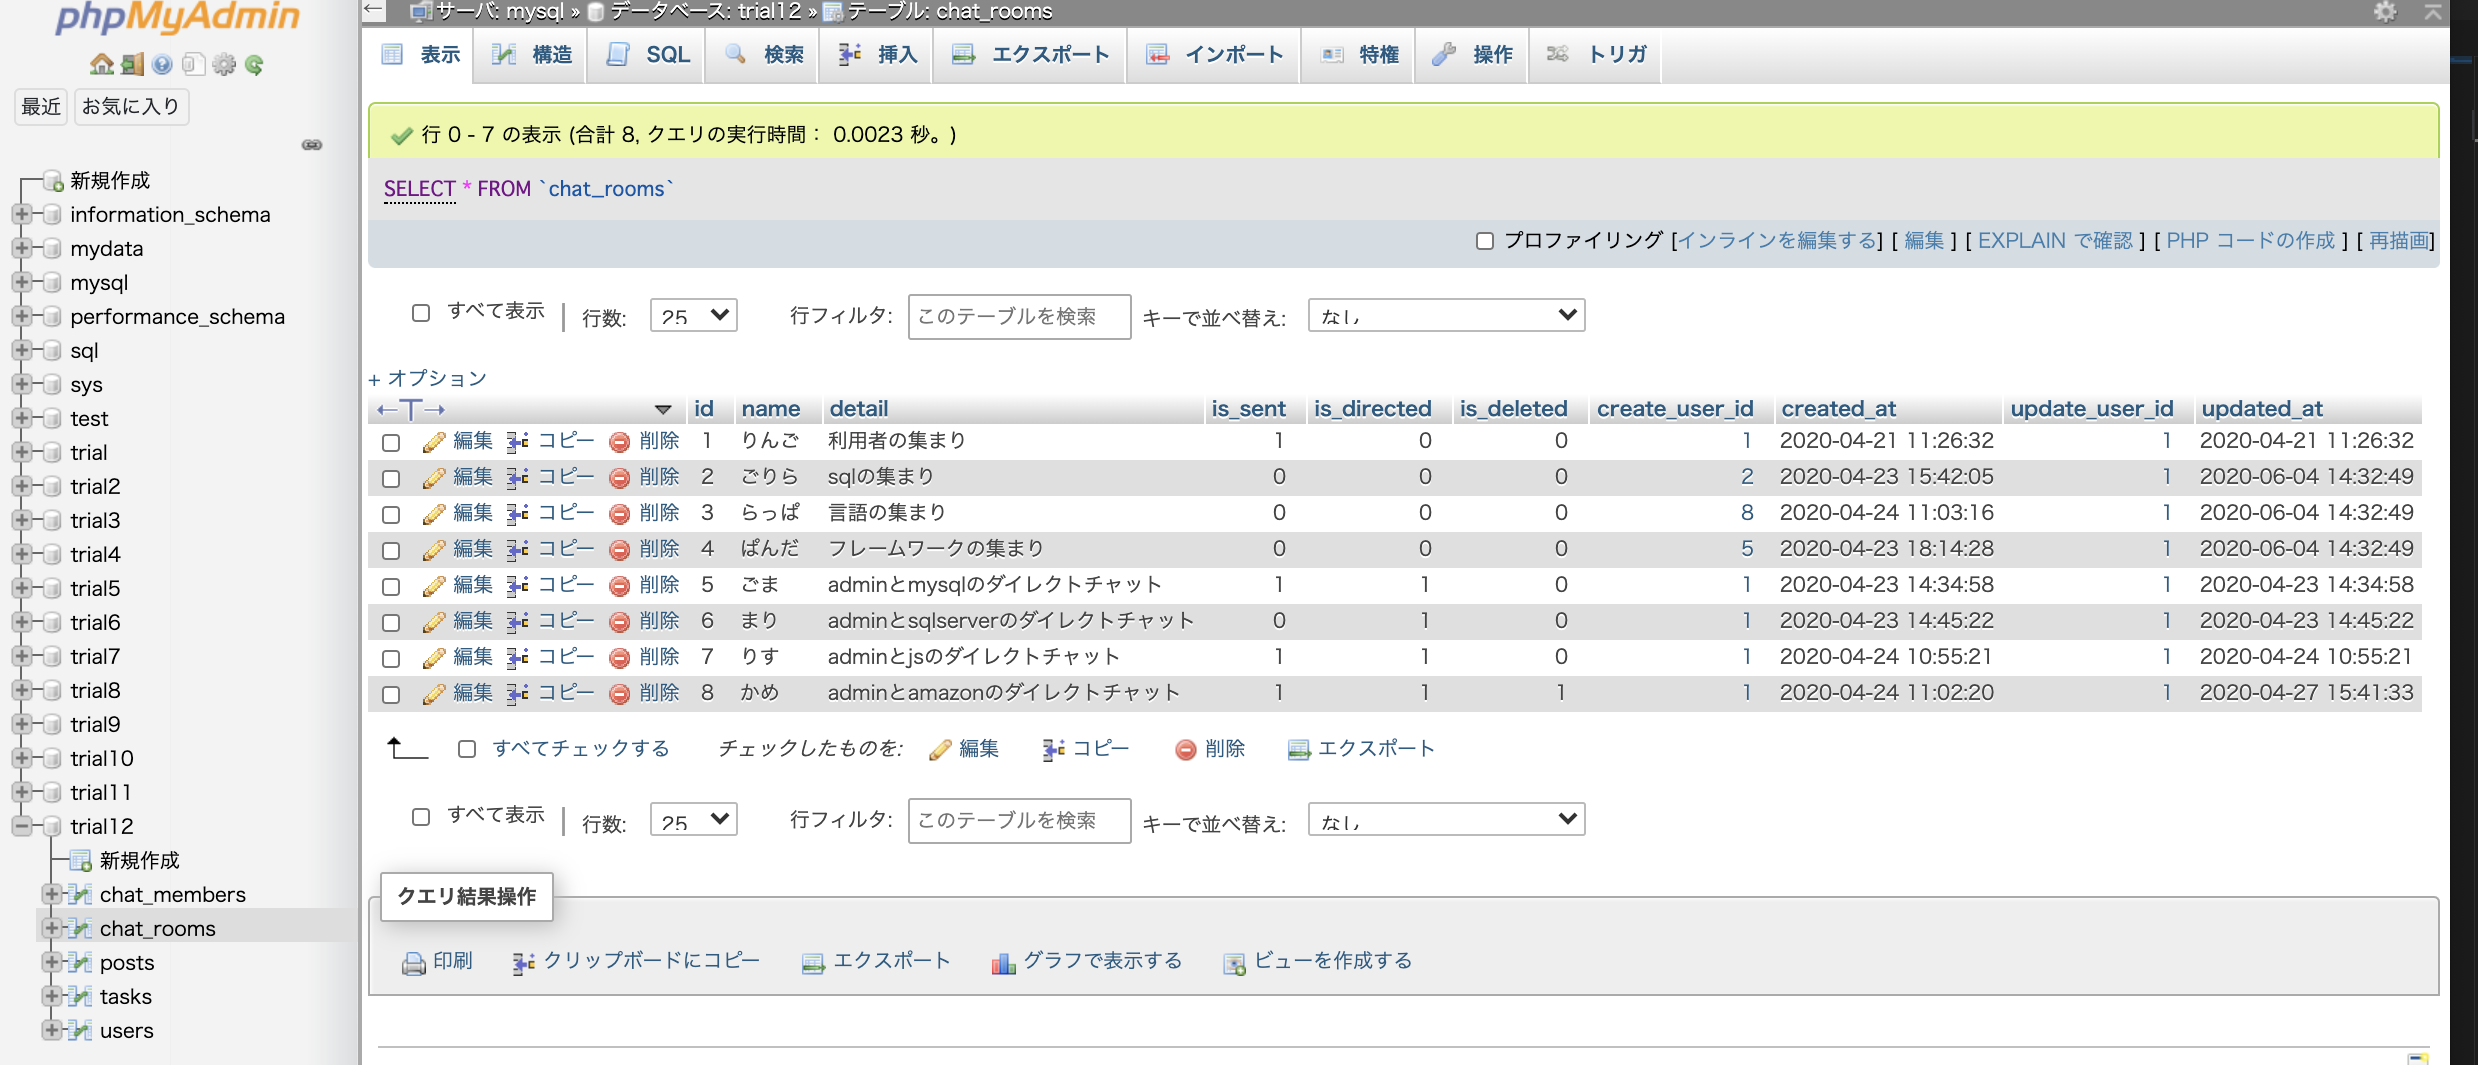 phpMyAdmin
最近 お気に入り
新規作成
information_schema
mydata
mysql
performance_schema
sql
sys
test
trial
trial2
trial3
trial4
trial5
trial6
trial7
trial8
trial9
trial10
trial11
trial12
新規作成
chat_members
chat_rooms
posts
tasks
users
サーバ: mysql » データベース: trial12 » テーブル: chat_rooms
表示 構造 SQL 検索 挿入 エクスポート インポート 特権 操作 トリガ
行 0 - 7 の表示 (合計 8, クエリの実行時間： 0.0023 秒。)
SELECT * FROM `chat_rooms`
プロファイリング [インラインを編集する] [ 編集 ] [ EXPLAIN で確認 ] [ PHP コードの作成 ] [ 再描画]
すべて表示 | 行数: 25 行フィルタ: このテーブルを検索 キーで並べ替え: なし
+ オプション
←T→ id name detail is_sent is_directed is_deleted create_user_id created_at update_user_id updated_at
編集 コピー 削除 1 りんご 利用者の集まり 1 0 0 1 2020-04-21 11:26:32 1 2020-04-21 11:26:32
編集 コピー 削除 2 ごりら sqlの集まり 0 0 0 2 2020-04-23 15:42:05 1 2020-06-04 14:32:49
編集 コピー 削除 3 らっぱ 言語の集まり 0 0 0 8 2020-04-24 11:03:16 1 2020-06-04 14:32:49
編集 コピー 削除 4 ぱんだ フレームワークの集まり 0 0 0 5 2020-04-23 18:14:28 1 2020-06-04 14:32:49
編集 コピー 削除 5 ごま adminとmysqlのダイレクトチャット 1 1 0 1 2020-04-23 14:34:58 1 2020-04-23 14:34:58
編集 コピー 削除 6 まり adminとsqlserverのダイレクトチャット 0 1 0 1 2020-04-23 14:45:22 1 2020-04-23 14:45:22
編集 コピー 削除 7 りす adminとjsのダイレクトチャット 1 1 0 1 2020-04-24 10:55:21 1 2020-04-24 10:55:21
編集 コピー 削除 8 かめ adminとamazonのダイレクトチャット 1 1 1 1 2020-04-24 11:02:20 1 2020-04-27 15:41:33
すべてチェックする チェックしたものを: 編集 コピー 削除 エクスポート
すべて表示 | 行数: 25 行フィルタ: このテーブルを検索 キーで並べ替え: なし
クエリ結果操作
印刷 クリップボードにコピー エクスポート グラフで表示する ビューを作成する